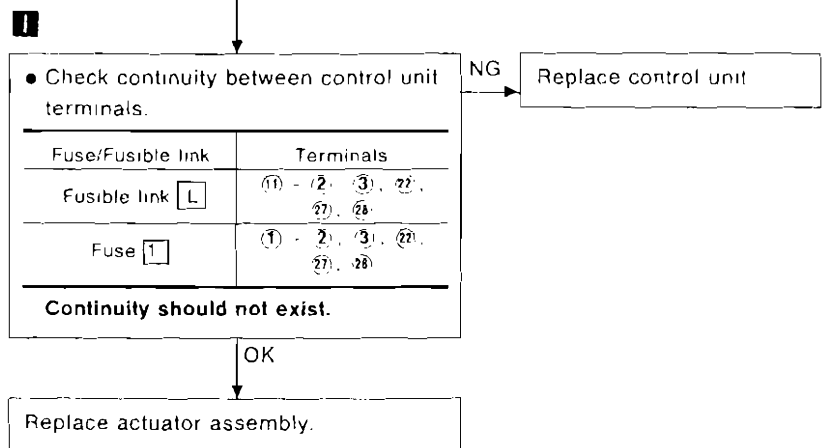 I
● Check continuity between control unit
terminals.
NG
Replace control unit
Fuse/Fusible link Terminals
Fusible link L
⑪ - ②, ③, ㉒,
㉗, ㉘
Fuse 1
① - ②, ③, ㉒,
㉗, ㉘
Continuity should not exist.
OK
Replace actuator assembly.